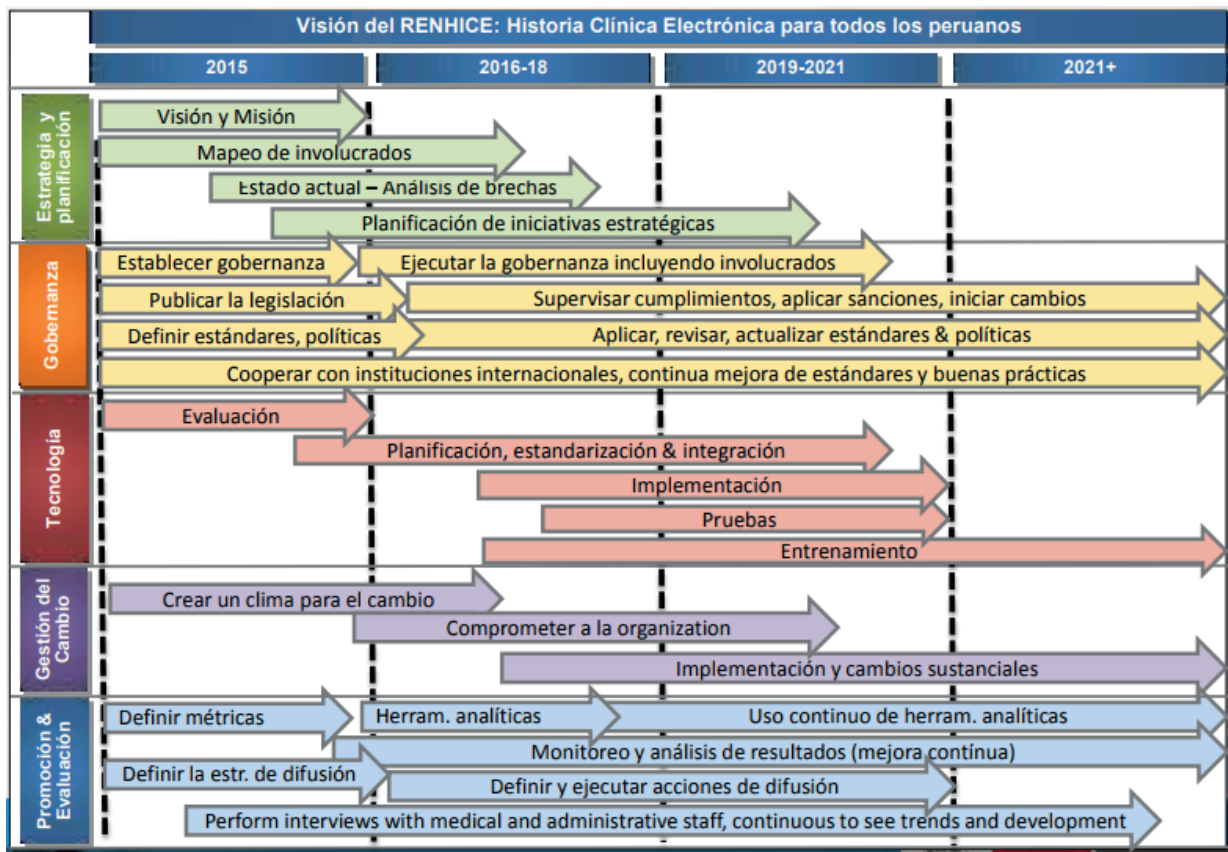 Visión del RENHICE: Historia Clínica Electrónica para todos los peruanos
2015
2016-18
2019-2021
2021+
Estrategia y
planificación
Visión y Misión
Mapeo de involucrados
Estado actual – Análisis de brechas
Planificación de iniciativas estratégicas
Gobernanza
Establecer gobernanza
Ejecutar la gobernanza incluyendo involucrados
Publicar la legislación
Supervisar cumplimientos, aplicar sanciones, iniciar cambios
Definir estándares, políticas
Aplicar, revisar, actualizar estándares & políticas
Cooperar con instituciones internacionales, continua mejora de estándares y buenas prácticas
Tecnología
Evaluación
Planificación, estandarización & integración
Implementación
Pruebas
Entrenamiento
Gestión del
Cambio
Crear un clima para el cambio
Comprometer a la organization
Implementación y cambios sustanciales
Promoción &
Evaluación
Definir métricas
Herram. analíticas
Uso continuo de herram. analíticas
Monitoreo y análisis de resultados (mejora contínua)
Definir la estr. de difusión
Definir y ejecutar acciones de difusión
Perform interviews with medical and administrative staff, continuous to see trends and development